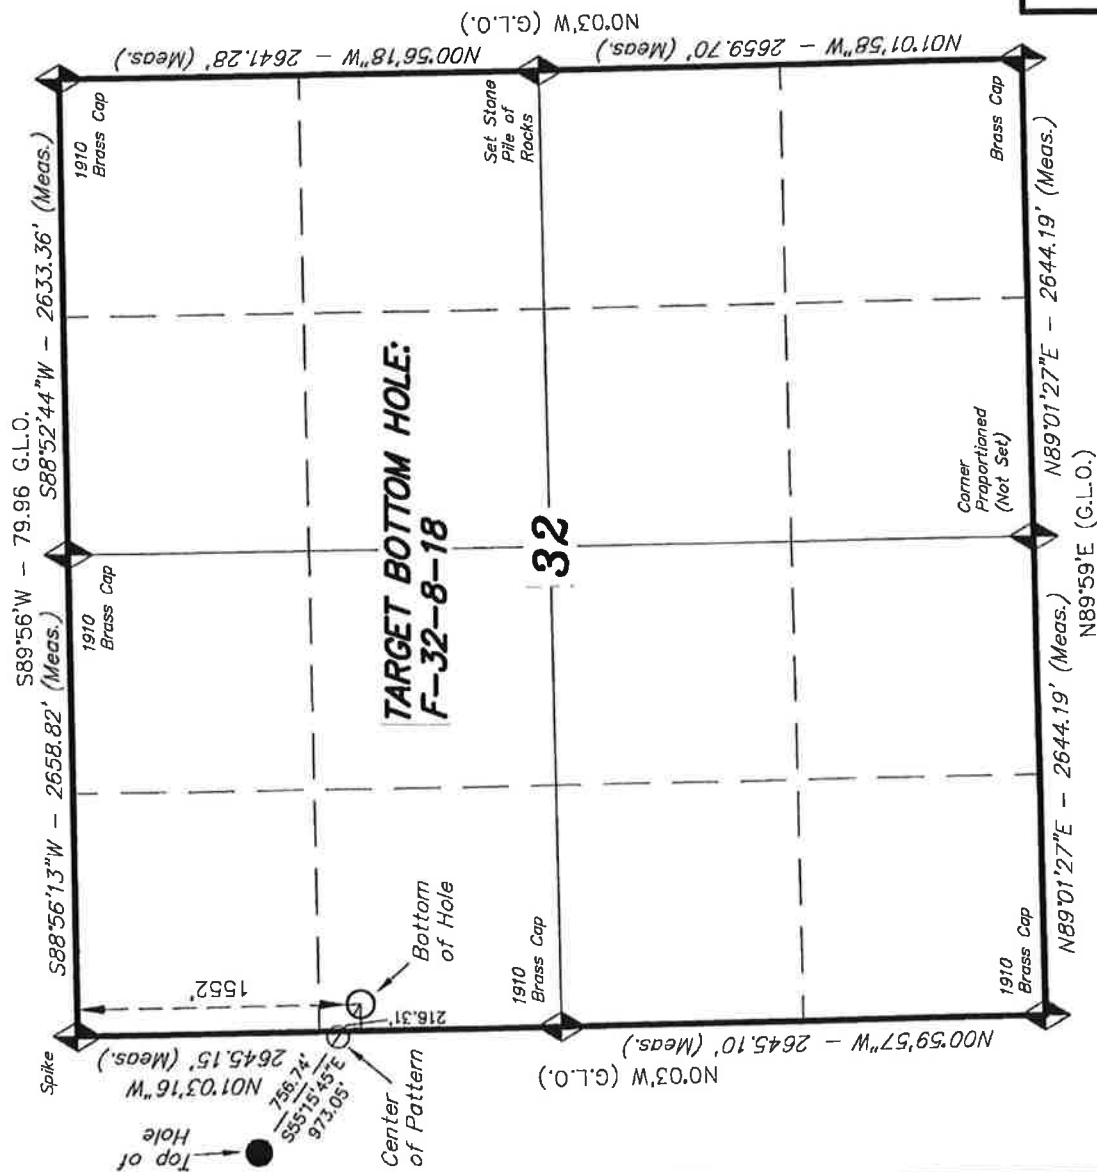 S89°56'W - 79.96 G.L.O.
S88°56'13"W - 2658.82' (Meas.)
S88°52'44"W - 2633.36' (Meas.)
1910
Brass Cap
1910
Brass Cap
N00°56'18"W - 2641.28' (Meas.)
N0°03'W (G.L.O.)
N01°01'58"W - 2659.70' (Meas.)
Set Stone
Pile of
Rocks
Brass Cap
TARGET BOTTOM HOLE:
F-32-8-18
32
Spike
1552'
Bottom
of Hole
216.31'
N01°03'16"W
2645.15' (Meas.)
Top of
Hole
756.74'
S55°15'45"E
973.05'
Center
of Pattern
1910
Brass Cap
N0°03'W (G.L.O.)
N00°59'57"W - 2645.10' (Meas.)
1910
Brass Cap
Corner
Proportioned
(Not Set)
N89°01'27"E - 2644.19' (Meas.)
N89°01'27"E - 2644.19' (Meas.)
N89°59'E (G.L.O.)